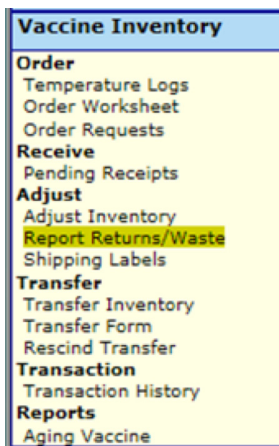 Vaccine Inventory
Order
Temperature Logs
Order Worksheet
Order Requests
Receive
Pending Receipts
Adjust
Adjust Inventory
Report Returns/Waste
Shipping Labels
Transfer
Transfer Inventory
Transfer Form
Rescind Transfer
Transaction
Transaction History
Reports
Aging Vaccine